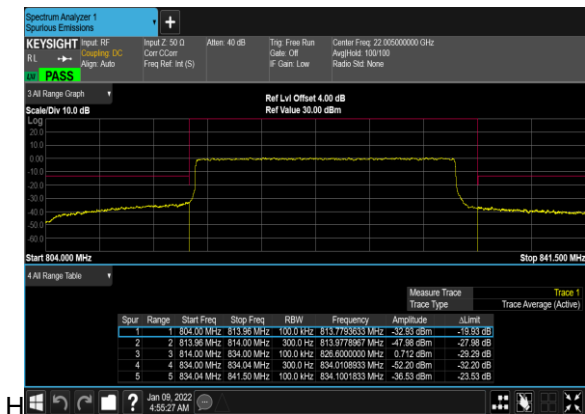 Spectrum Analyzer 1
Spurious Emissions
KEYSIGHT Input: RF Input Z: 50 Ω Atten: 40 dB Trig: Free Run Center Freq: 22.005000000 GHz
RL Coupling: DC Corr CCorr Gate: Off Avg|Hold: 100/100
Align: Auto Freq Ref: Int (S) IF Gain: Low Radio Std: None
PASS
3 All Range Graph
Ref Lvl Offset 4.00 dB
Scale/Div 10.0 dB Ref Value 30.00 dBm
Log
20.0
10.0
0.00
-10.0
-20.0
-30.0
-40.0
-50.0
-60.0
Start 804.000 MHz Stop 841.500 MHz
4 All Range Table
Measure Trace Trace 1
Trace Type Trace Average (Active)
Spur Range Start Freq Stop Freq RBW Frequency Amplitude ΔLimit
1 1 804.00 MHz 813.96 MHz 100.0 kHz 813.7793633 MHz -32.93 dBm -19.93 dB
2 2 813.96 MHz 814.00 MHz 300.0 Hz 813.9778967 MHz -47.98 dBm -27.98 dB
3 3 814.00 MHz 834.00 MHz 100.0 kHz 826.6000000 MHz 0.712 dBm -29.29 dB
4 4 834.00 MHz 834.04 MHz 300.0 Hz 834.0108933 MHz -52.20 dBm -32.20 dB
5 5 834.04 MHz 841.50 MHz 100.0 kHz 834.1001833 MHz -36.53 dBm -23.53 dB
H
? Jan 09, 2022
4:55:27 AM